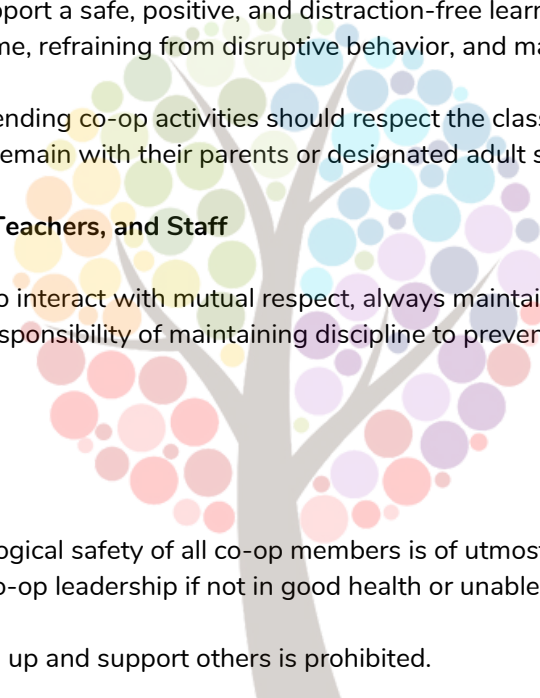 pport a safe, positive, and distraction-free learn
me, refraining from disruptive behavior, and ma
ending co-op activities should respect the clas
emain with their parents or designated adult s
Teachers, and Staff
o interact with mutual respect, always maintai
sponsibility of maintaining discipline to preven
ogical safety of all co-op members is of utmost
o-op leadership if not in good health or unable
up and support others is prohibited.